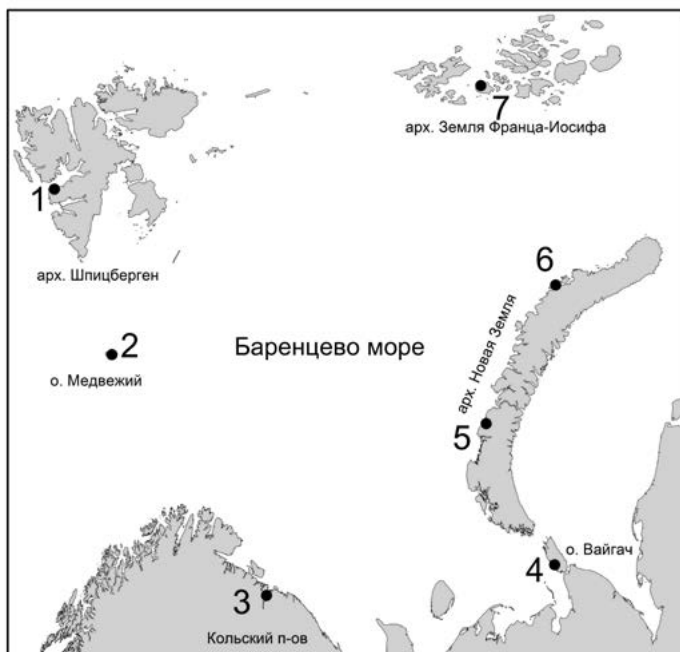 7
арх. Земля Франца-Иосифа
1
арх. Шпицберген
6
2
о. Медвежий
Баренцево море
арх. Новая Земля
5
о. Вайгач
4
3
Кольский п-ов